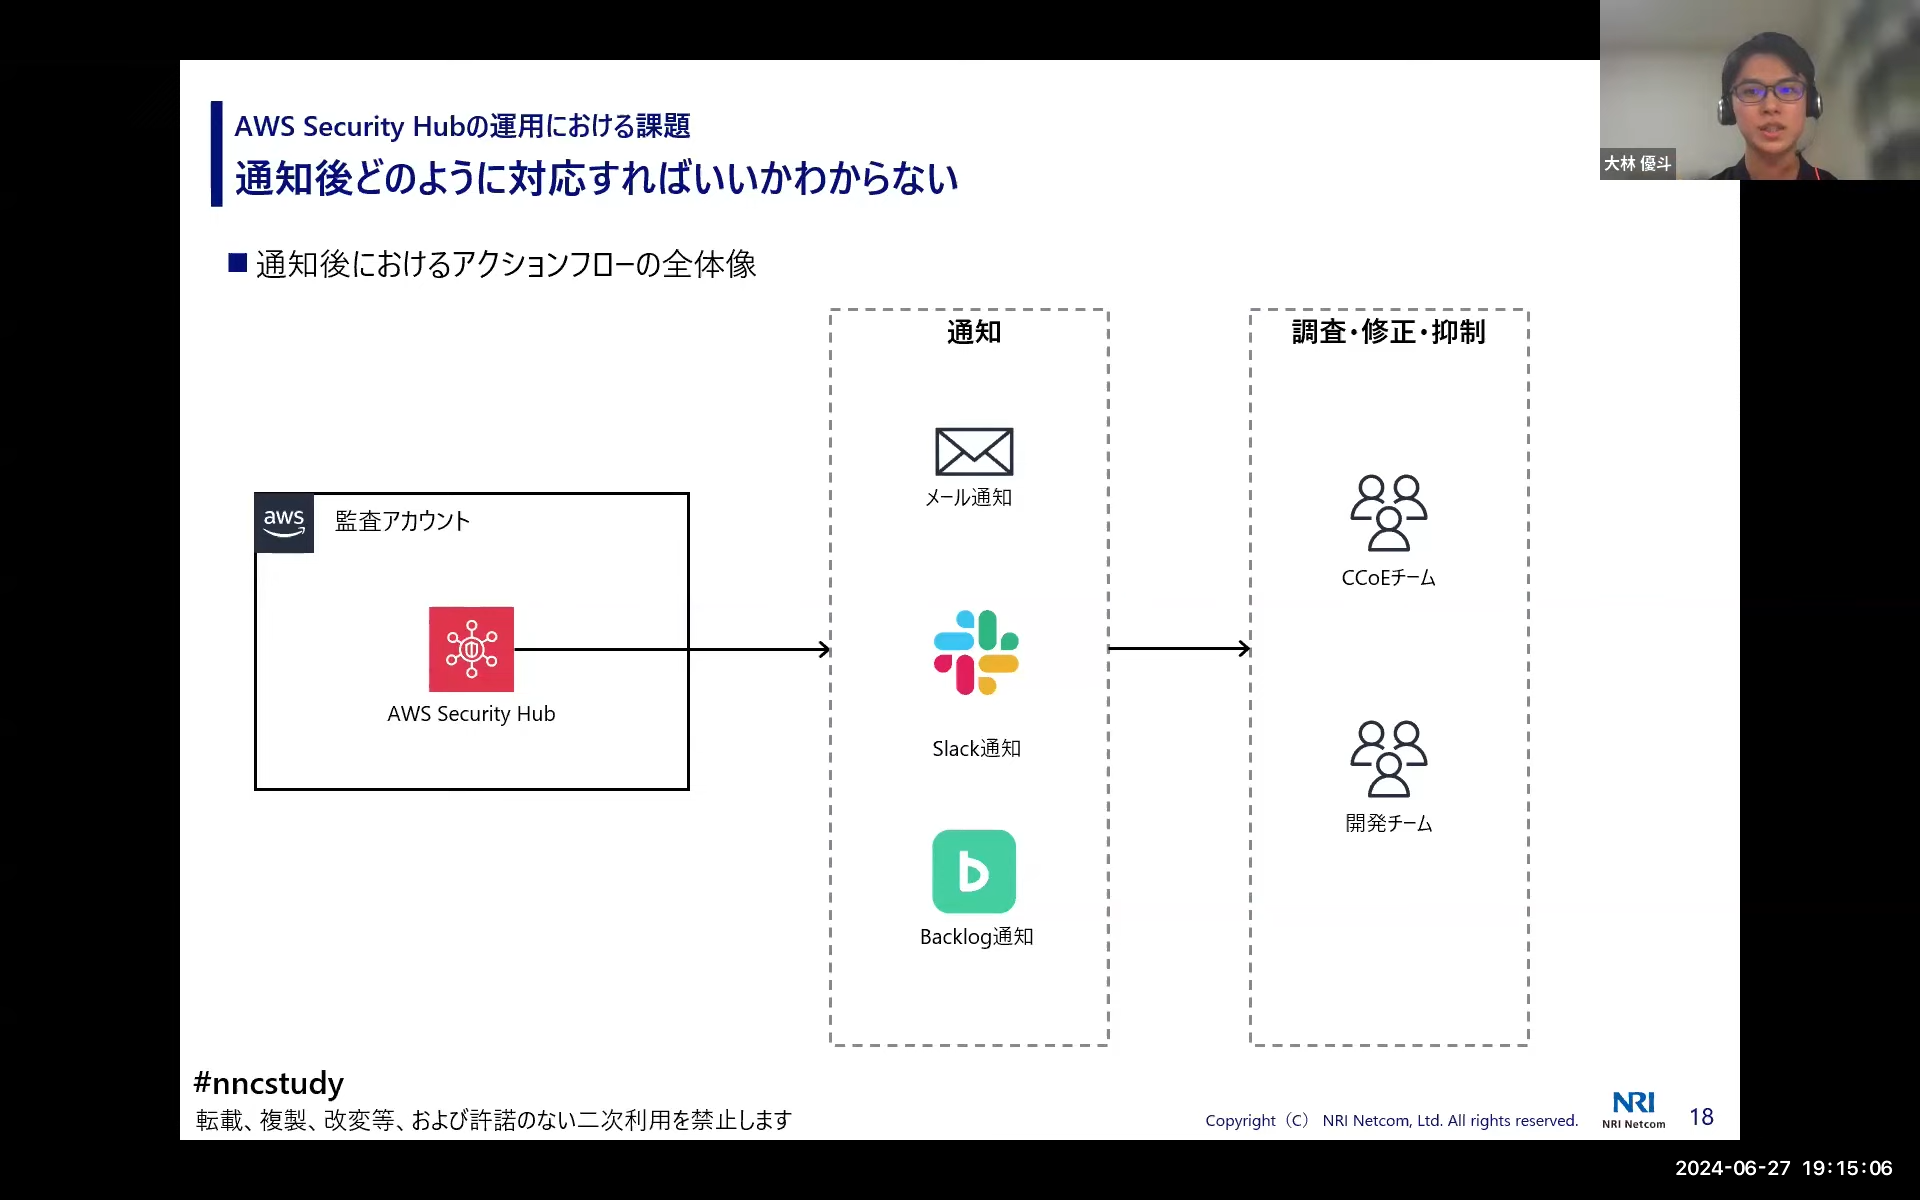 AWS Security Hubの運用における課題
通知後どのように対応すればいいかわからない
大林 優斗
■通知後におけるアクションフローの全体像
通知
調査・修正・抑制
メール通知
aws
監査アカウント
CCoEチーム
AWS Security Hub
Slack通知
開発チーム
b
Backlog通知
#nncstudy
転載、複製、改変等、および許諾のない二次利用を禁止します
Copyright（C） NRI Netcom, Ltd. All rights reserved.
NRI
NRI Netcom
18
2024-06-27 19:15:06